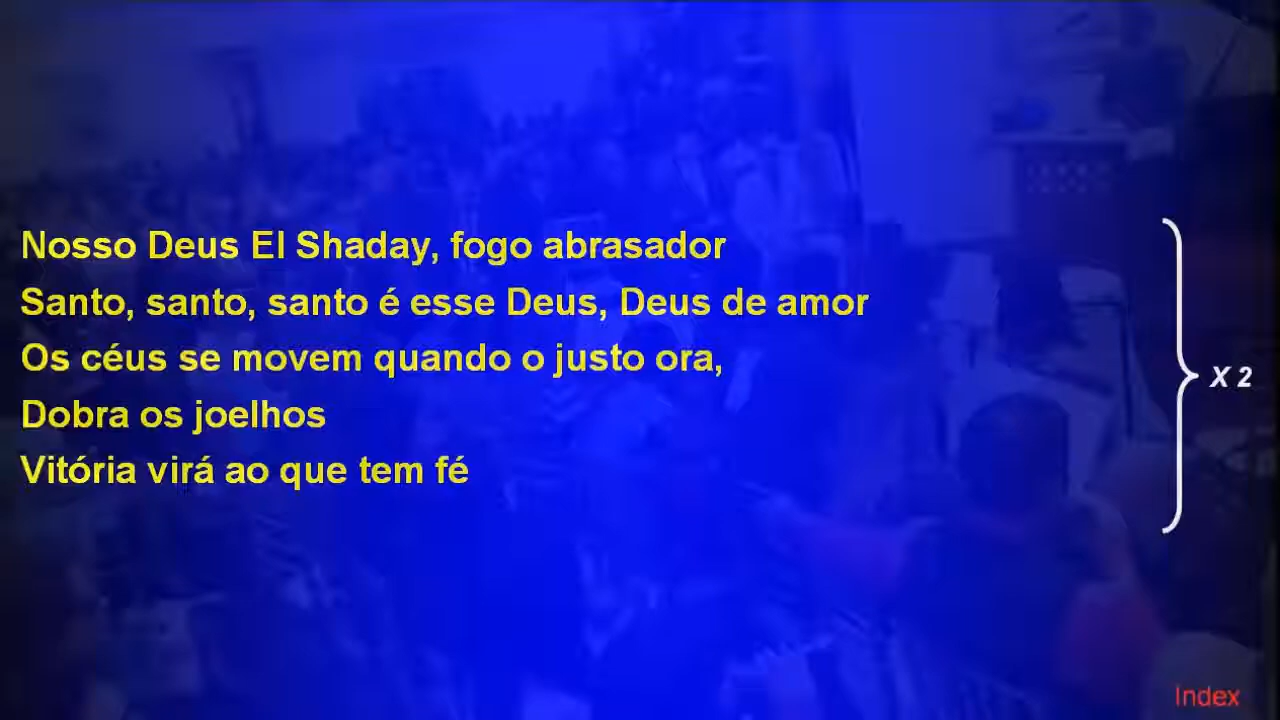 Nosso Deus El Shaday, fogo abrasador
Santo, santo, santo é esse Deus, Deus de amor
Os céus se movem quando o justo ora,
Dobra os joelhos
Vitória virá ao que tem fé
X 2
Index